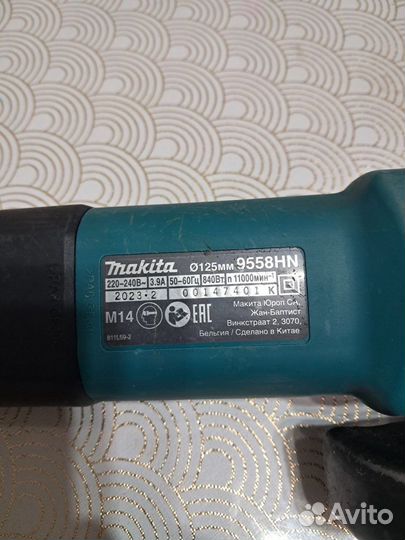 makita Ø125мм 9558HN
220-240В~ 3.9А 50-60Гц 840Вт n 11000мин⁻¹
2023·2 00147401 K
M14 EAC
Макита Юроп СА,
Жан-Баптист
Винкстраат 2, 3070,
Бельгия / Сделано в Китае
Avito